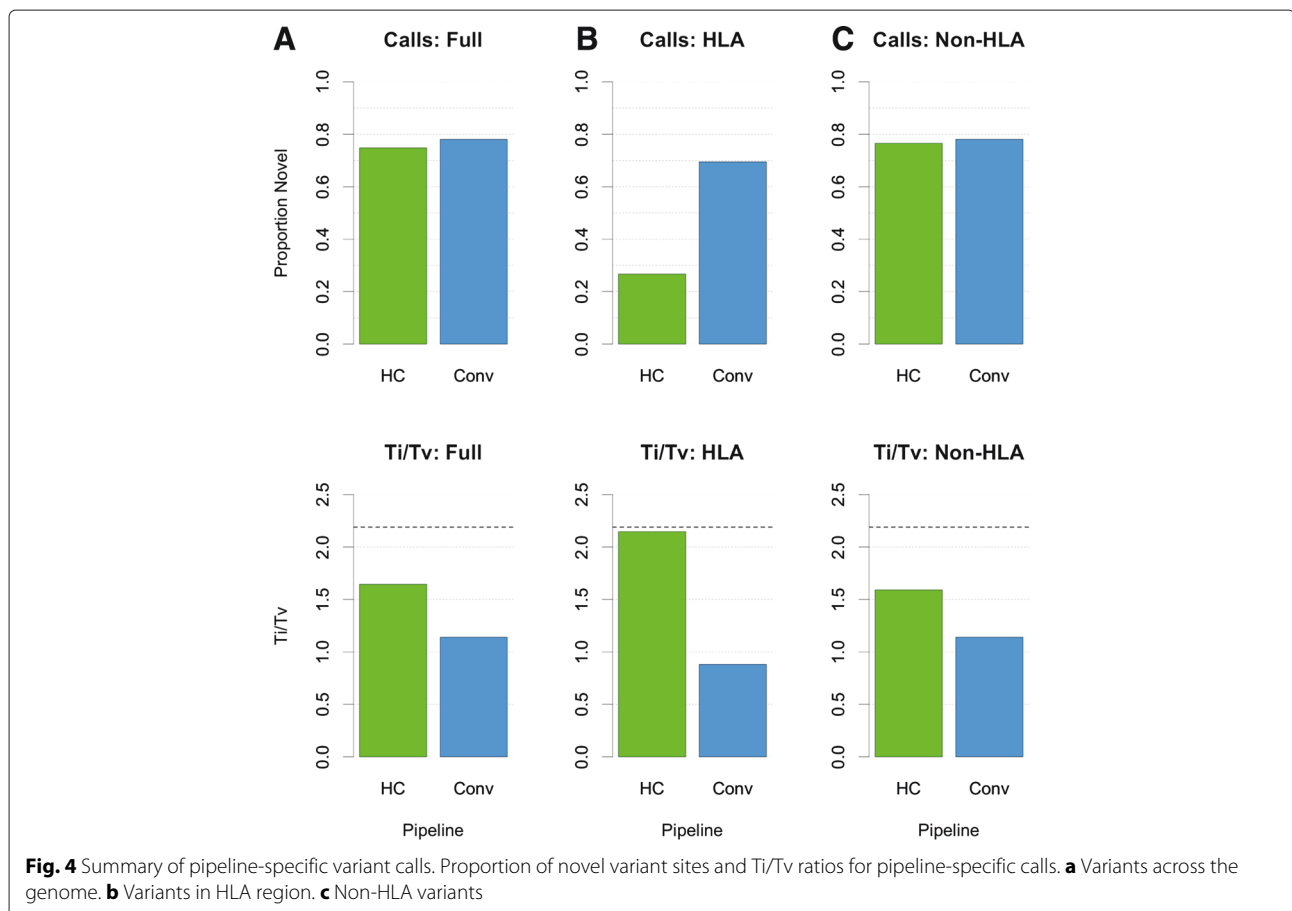 A Calls: Full
B Calls: HLA
C Calls: Non-HLA
Proportion Novel
1.0
0.8
0.6
0.4
0.2
0.0
HC Conv
1.0
0.8
0.6
0.4
0.2
0.0
HC Conv
1.0
0.8
0.6
0.4
0.2
0.0
HC Conv
Ti/Tv: Full
Ti/Tv: HLA
Ti/Tv: Non-HLA
Ti/Tv
2.5
2.0
1.5
1.0
0.5
0.0
HC Conv
Pipeline
2.5
2.0
1.5
1.0
0.5
0.0
HC Conv
Pipeline
2.5
2.0
1.5
1.0
0.5
0.0
HC Conv
Pipeline
Fig. 4 Summary of pipeline-specific variant calls. Proportion of novel variant sites and Ti/Tv ratios for pipeline-specific calls. a Variants across the
genome. b Variants in HLA region. c Non-HLA variants